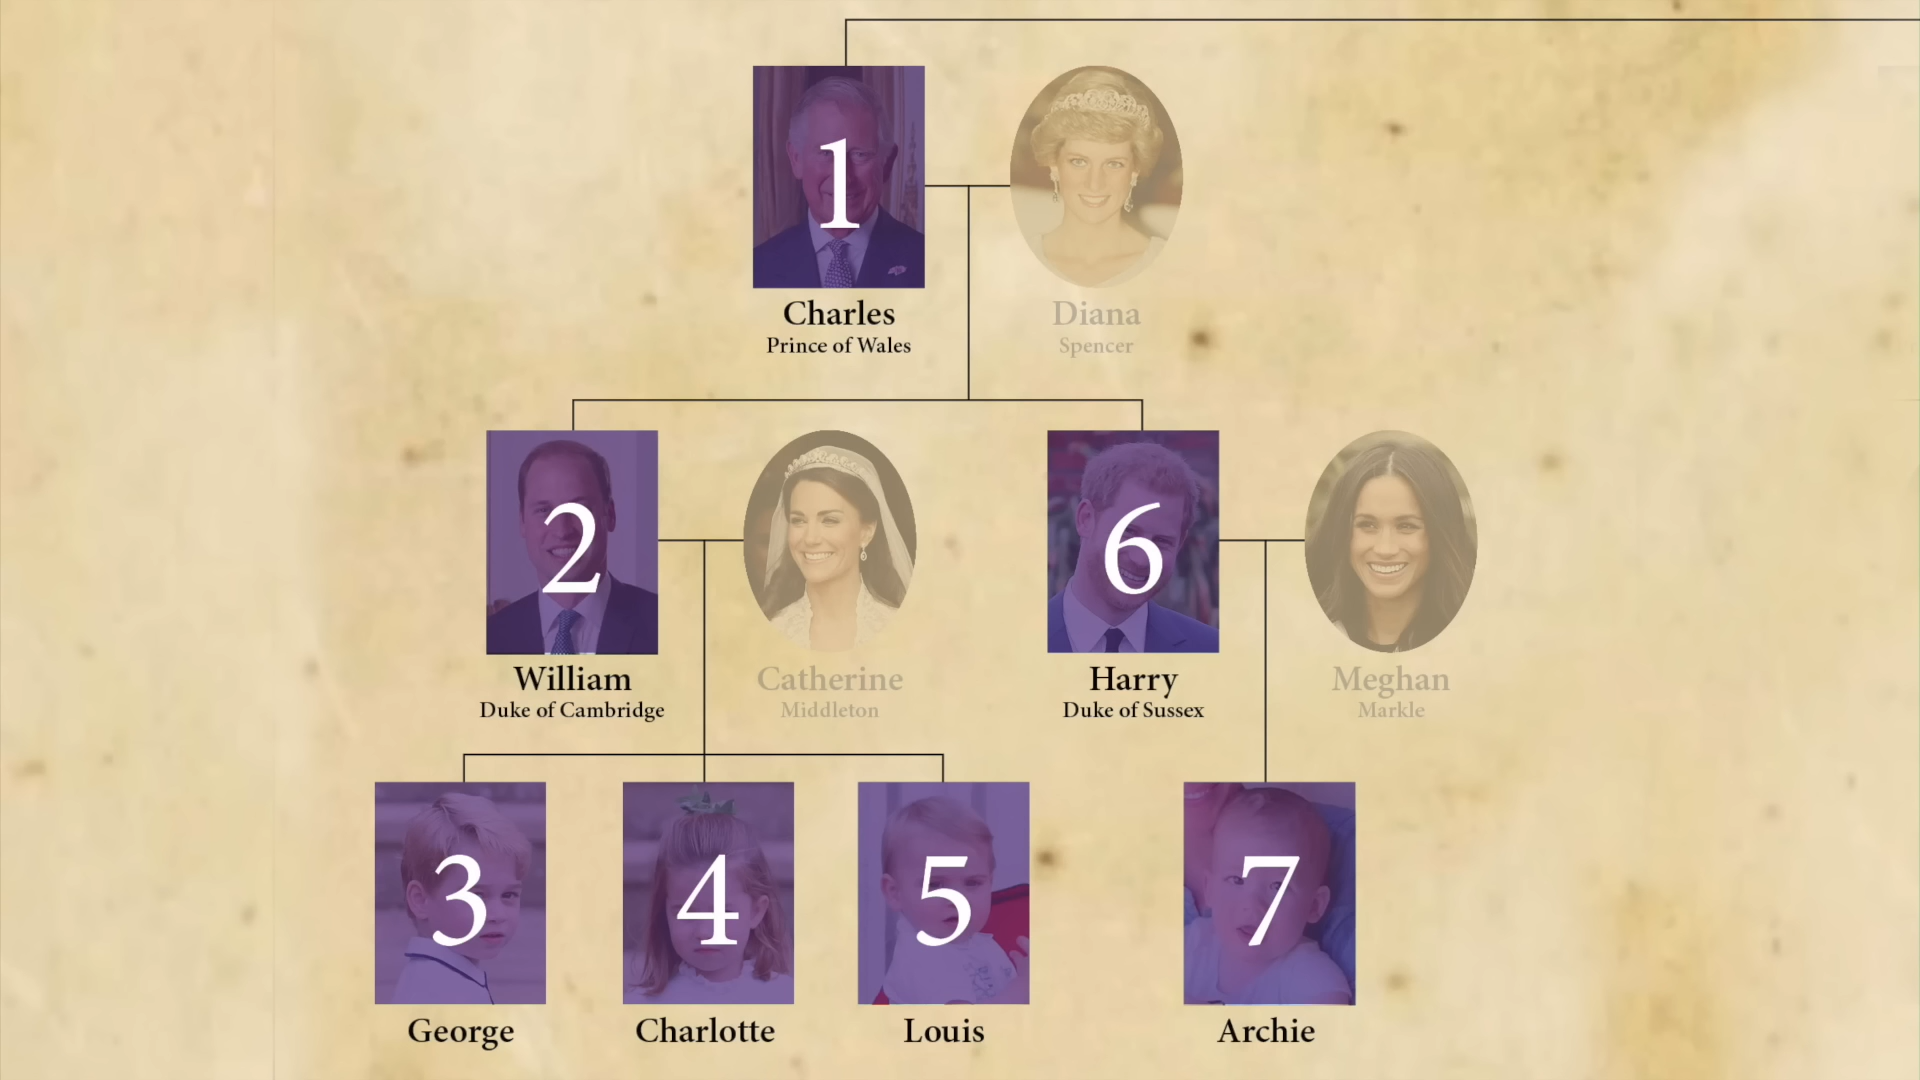 1
Charles
Prince of Wales
Diana
Spencer
2
6
William
Duke of Cambridge
Catherine
Middleton
Harry
Duke of Sussex
Meghan
Markle
3
4
5
7
George
Charlotte
Louis
Archie